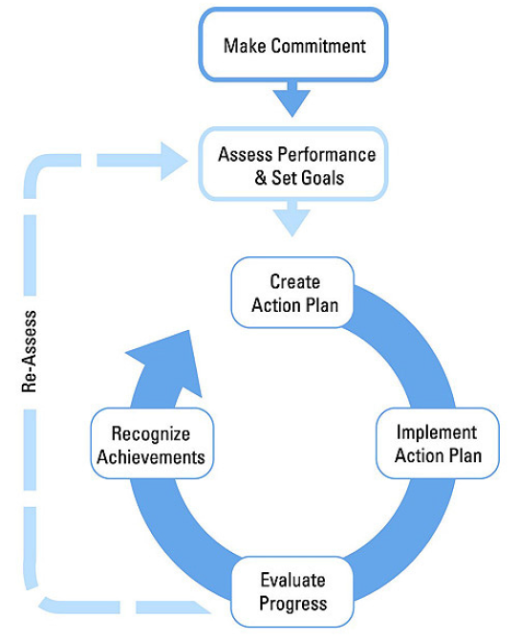 Make Commitment
Assess Performance
& Set Goals
Create
Action Plan
Re-Assess
Recognize
Achievements
Implement
Action Plan
Evaluate
Progress